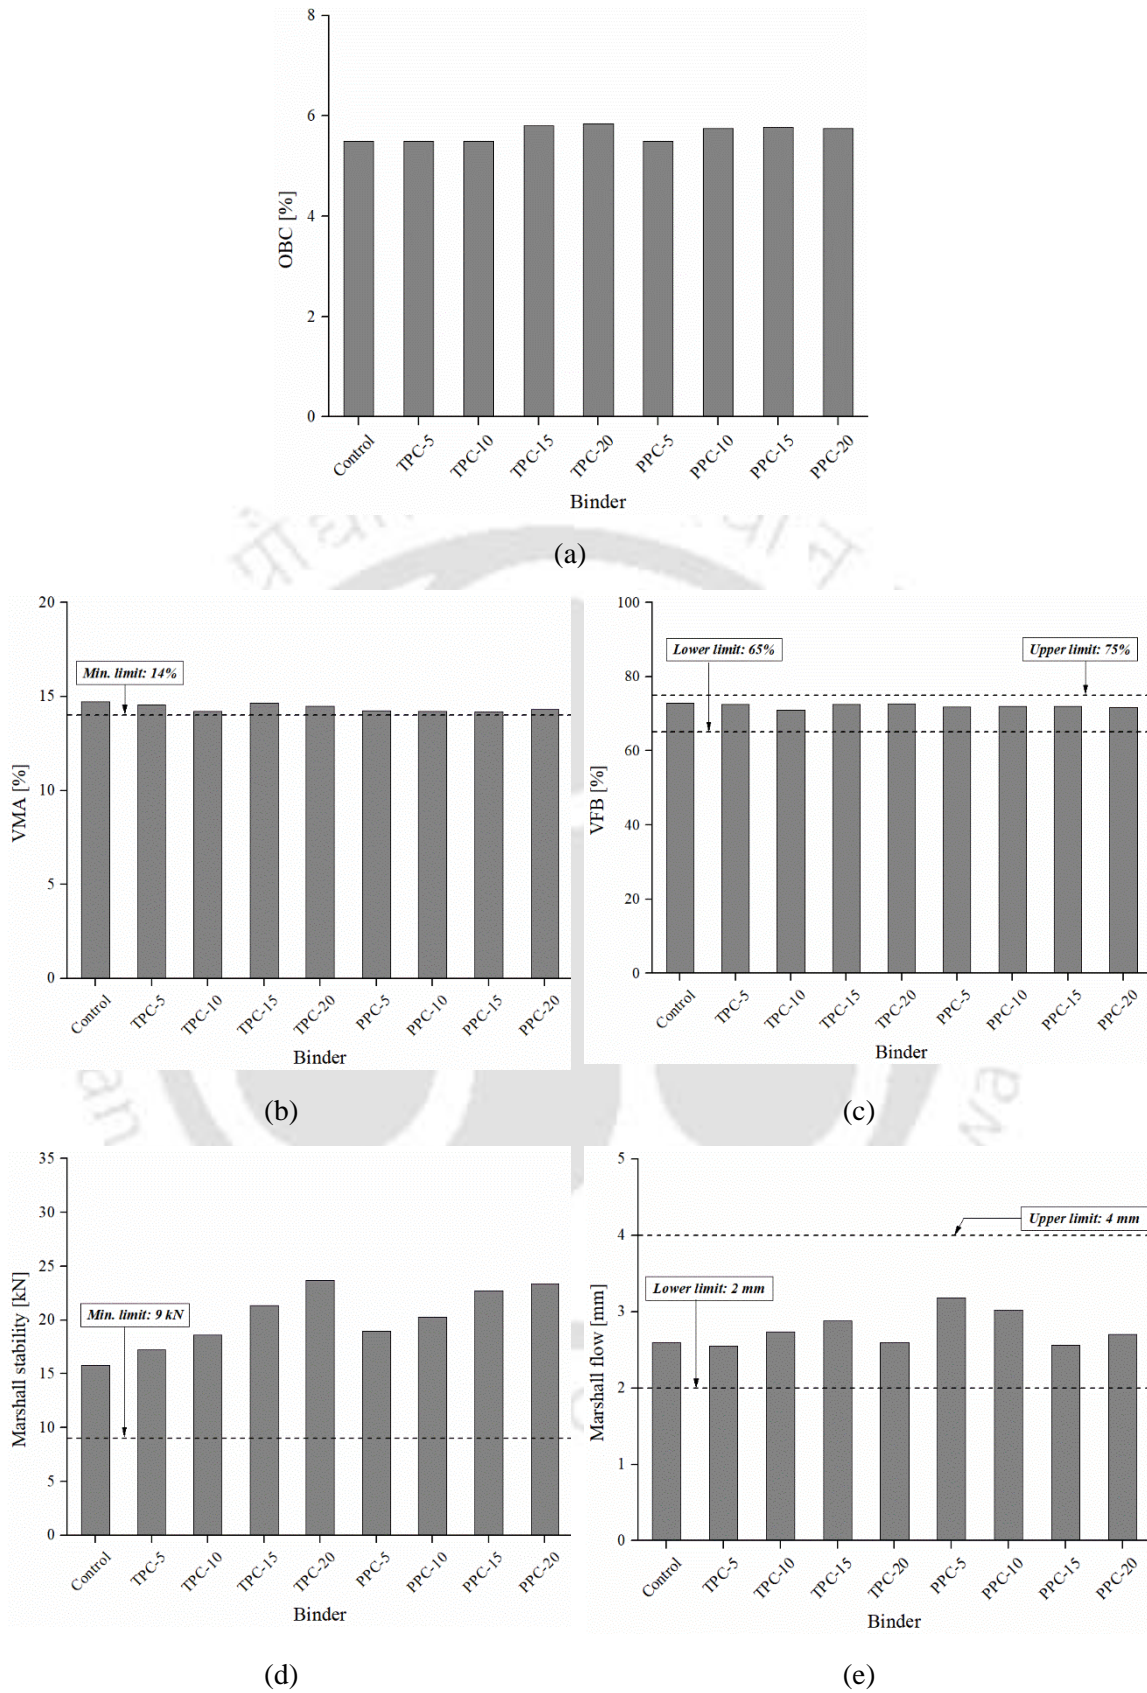 8
6
4
2
0
OBC [%]
Control
TPC-5
TPC-10
TPC-15
TPC-20
PPC-5
PPC-10
PPC-15
PPC-20
Binder
(a)
20
15
10
5
0
VMA [%]
Min. limit: 14%
Control
TPC-5
TPC-10
TPC-15
TPC-20
PPC-5
PPC-10
PPC-15
PPC-20
Binder
(b)
100
80
60
40
20
0
VFB [%]
Lower limit: 65%
Upper limit: 75%
Control
TPC-5
TPC-10
TPC-15
TPC-20
PPC-5
PPC-10
PPC-15
PPC-20
Binder
(c)
35
30
25
20
15
10
5
0
Marshall stability [kN]
Min. limit: 9 kN
Control
TPC-5
TPC-10
TPC-15
TPC-20
PPC-5
PPC-10
PPC-15
PPC-20
Binder
(d)
5
4
3
2
1
0
Marshall flow [mm]
Upper limit: 4 mm
Lower limit: 2 mm
Control
TPC-5
TPC-10
TPC-15
TPC-20
PPC-5
PPC-10
PPC-15
PPC-20
Binder
(e)